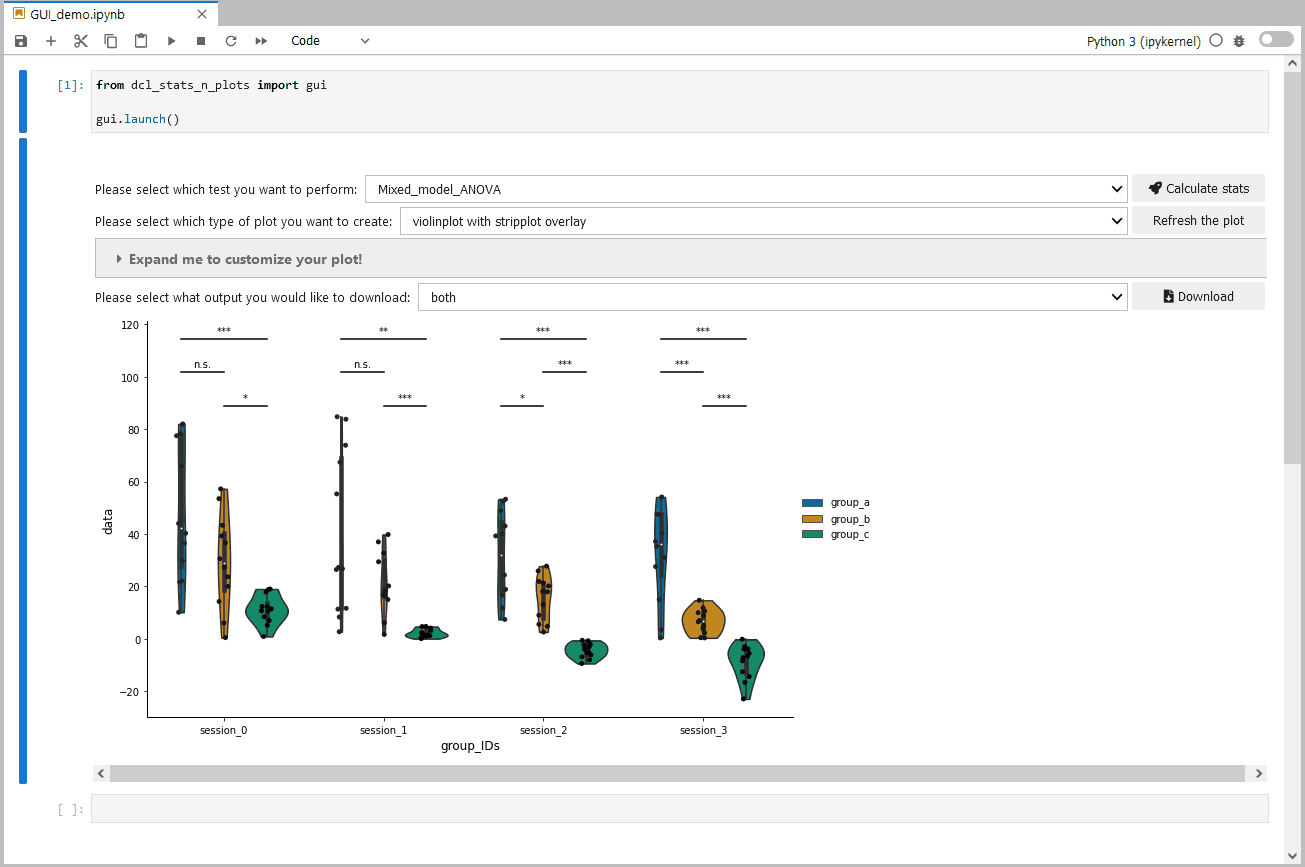 GUI_demo.ipynb
Code
Python 3 (ipykernel)
[1]:
from dcl_stats_n_plots import gui
gui.launch()
Please select which test you want to perform: Mixed_model_ANOVA Calculate stats
Please select which type of plot you want to create: violinplot with stripplot overlay Refresh the plot
Expand me to customize your plot!
Please select what output you would like to download: both Download
120
100
80
60
40
20
0
−20
data
*** ** *** ***
n.s. n.s. *** ***
* *** * ***
group_a
group_b
group_c
session_0 session_1 session_2 session_3
group_IDs
[ ]: